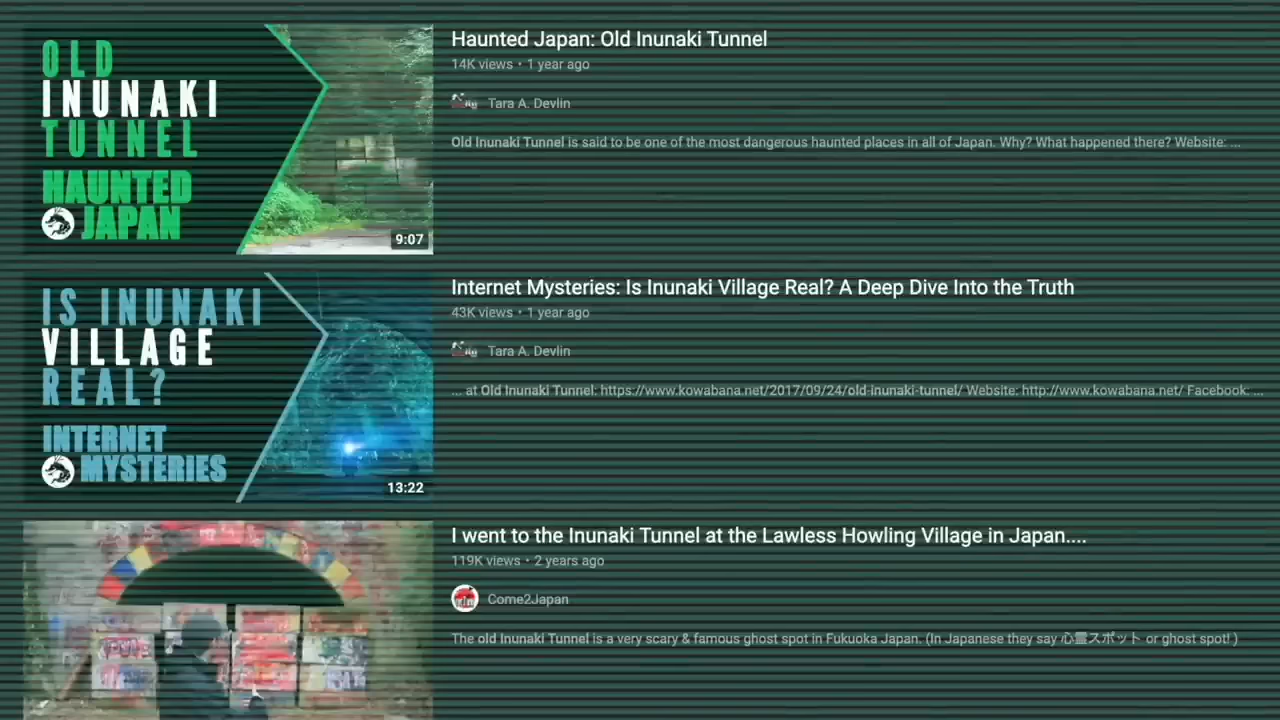 OLD
INUNAKI
TUNNEL
HAUNTED
JAPAN
9:07
Haunted Japan: Old Inunaki Tunnel
14K views • 1 year ago
Tara A. Devlin
Old Inunaki Tunnel is said to be one of the most dangerous haunted places in all of Japan. Why? What happened there? Website: ...
IS INUNAKI
VILLAGE
REAL?
INTERNET
MYSTERIES
13:22
Internet Mysteries: Is Inunaki Village Real? A Deep Dive Into the Truth
43K views • 1 year ago
Tara A. Devlin
... at Old Inunaki Tunnel: https://www.kowabana.net/2017/09/24/old-inunaki-tunnel/ Website: http://www.kowabana.net/ Facebook: ...
I went to the Inunaki Tunnel at the Lawless Howling Village in Japan....
119K views • 2 years ago
Come2Japan
The old Inunaki Tunnel is a very scary & famous ghost spot in Fukuoka Japan. (In Japanese they say 心霊スポット or ghost spot! )